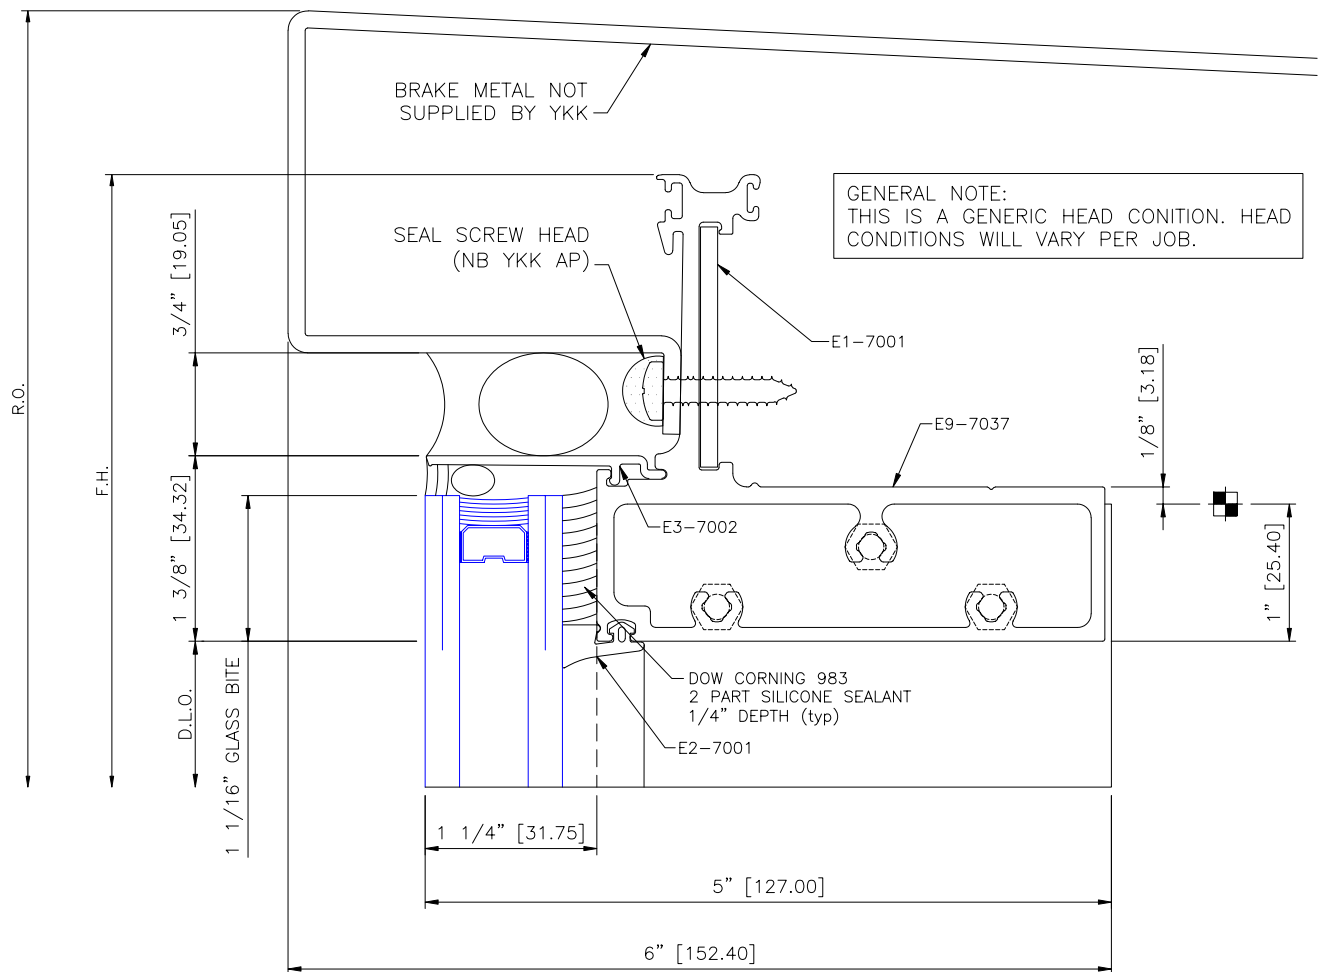 BRAKE METAL NOT
SUPPLIED BY YKK
GENERAL NOTE:
THIS IS A GENERIC HEAD CONITION. HEAD
CONDITIONS WILL VARY PER JOB.
SEAL SCREW HEAD
(NB YKK AP)
3/4” [19.05]
R.O.
F.H.
E1-7001
1/8” [3.18]
E9-7037
1 3/8” [34.32]
E3-7002
1” [25.40]
DOW CORNING 983
2 PART SILICONE SEALANT
1/4” DEPTH (typ)
D.L.O.
1 1/16” GLASS BITE
E2-7001
1 1/4” [31.75]
5” [127.00]
6” [152.40]